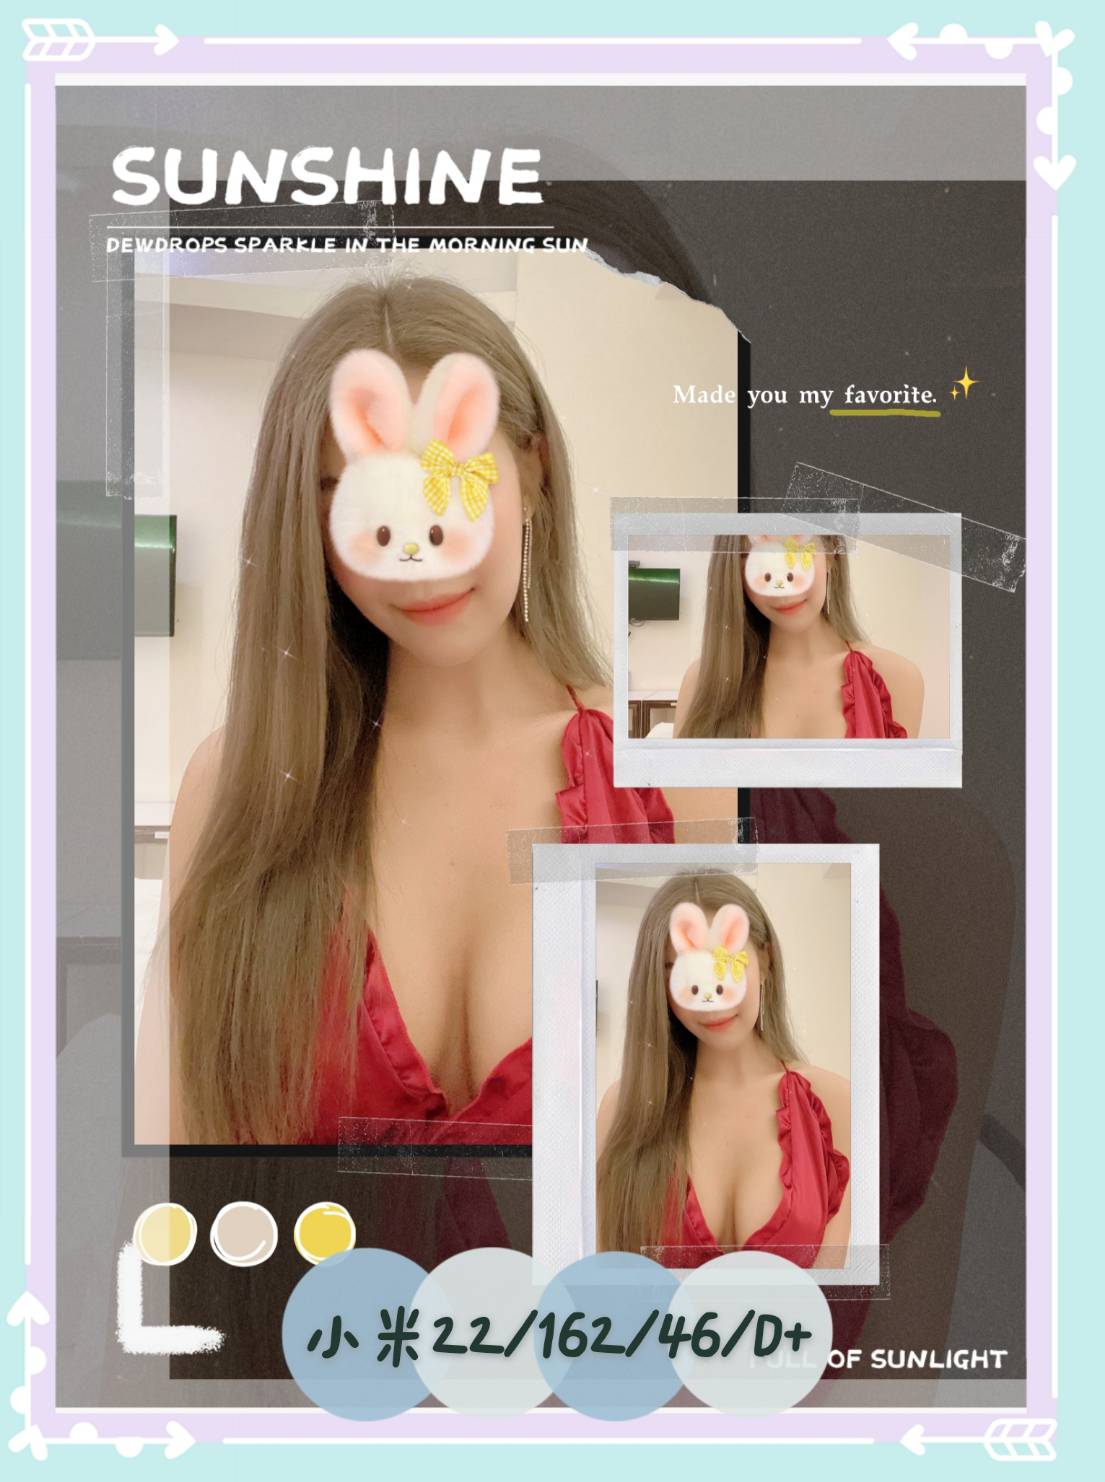 SUNSHINE
DEWDROPS SPARKLE IN THE MORNING SUN
Made you my favorite.
小米22/162/46/D+
FULL OF SUNLIGHT